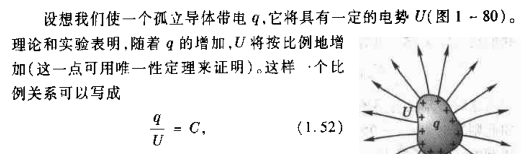 设想我们使一个孤立导体带电 q,它将具有一定的电势 U(图 1-80)。
理论和实验表明,随着 q 的增加,U 将按比例地增
加(这一点可用唯一性定理来证明)。这样 个比
例关系可以写成
q/U = C, (1.52)
U
q